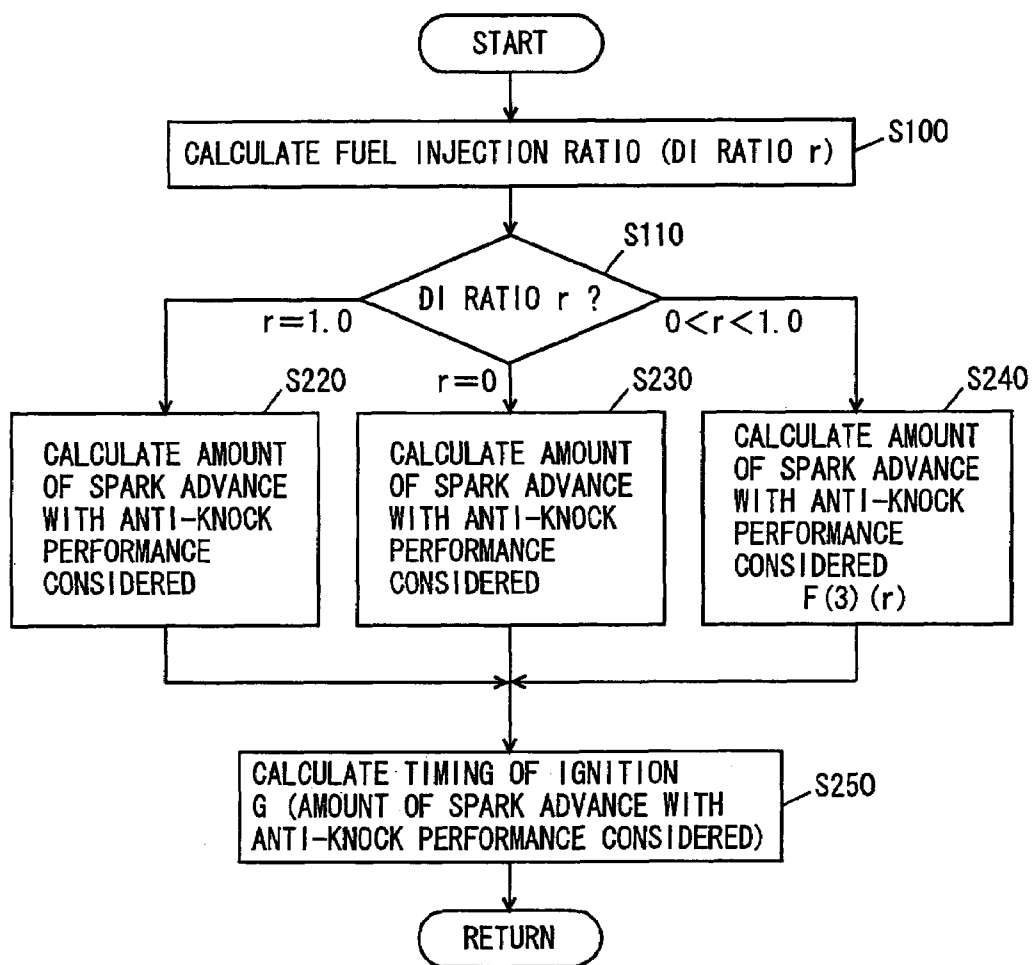 START
CALCULATE FUEL INJECTION RATIO (DI RATIO r)
S100
S110
DI RATIO r ?
r=1.0
0<r<1.0
r=0
S220
S230
S240
CALCULATE AMOUNT
OF SPARK ADVANCE
WITH ANTI-KNOCK
PERFORMANCE
CONSIDERED
CALCULATE AMOUNT
OF SPARK ADVANCE
WITH ANTI-KNOCK
PERFORMANCE
CONSIDERED
CALCULATE AMOUNT
OF SPARK ADVANCE
WITH ANTI-KNOCK
PERFORMANCE
CONSIDERED
F(3)(r)
CALCULATE TIMING OF IGNITION
G (AMOUNT OF SPARK ADVANCE WITH
ANTI-KNOCK PERFORMANCE CONSIDERED)
S250
RETURN